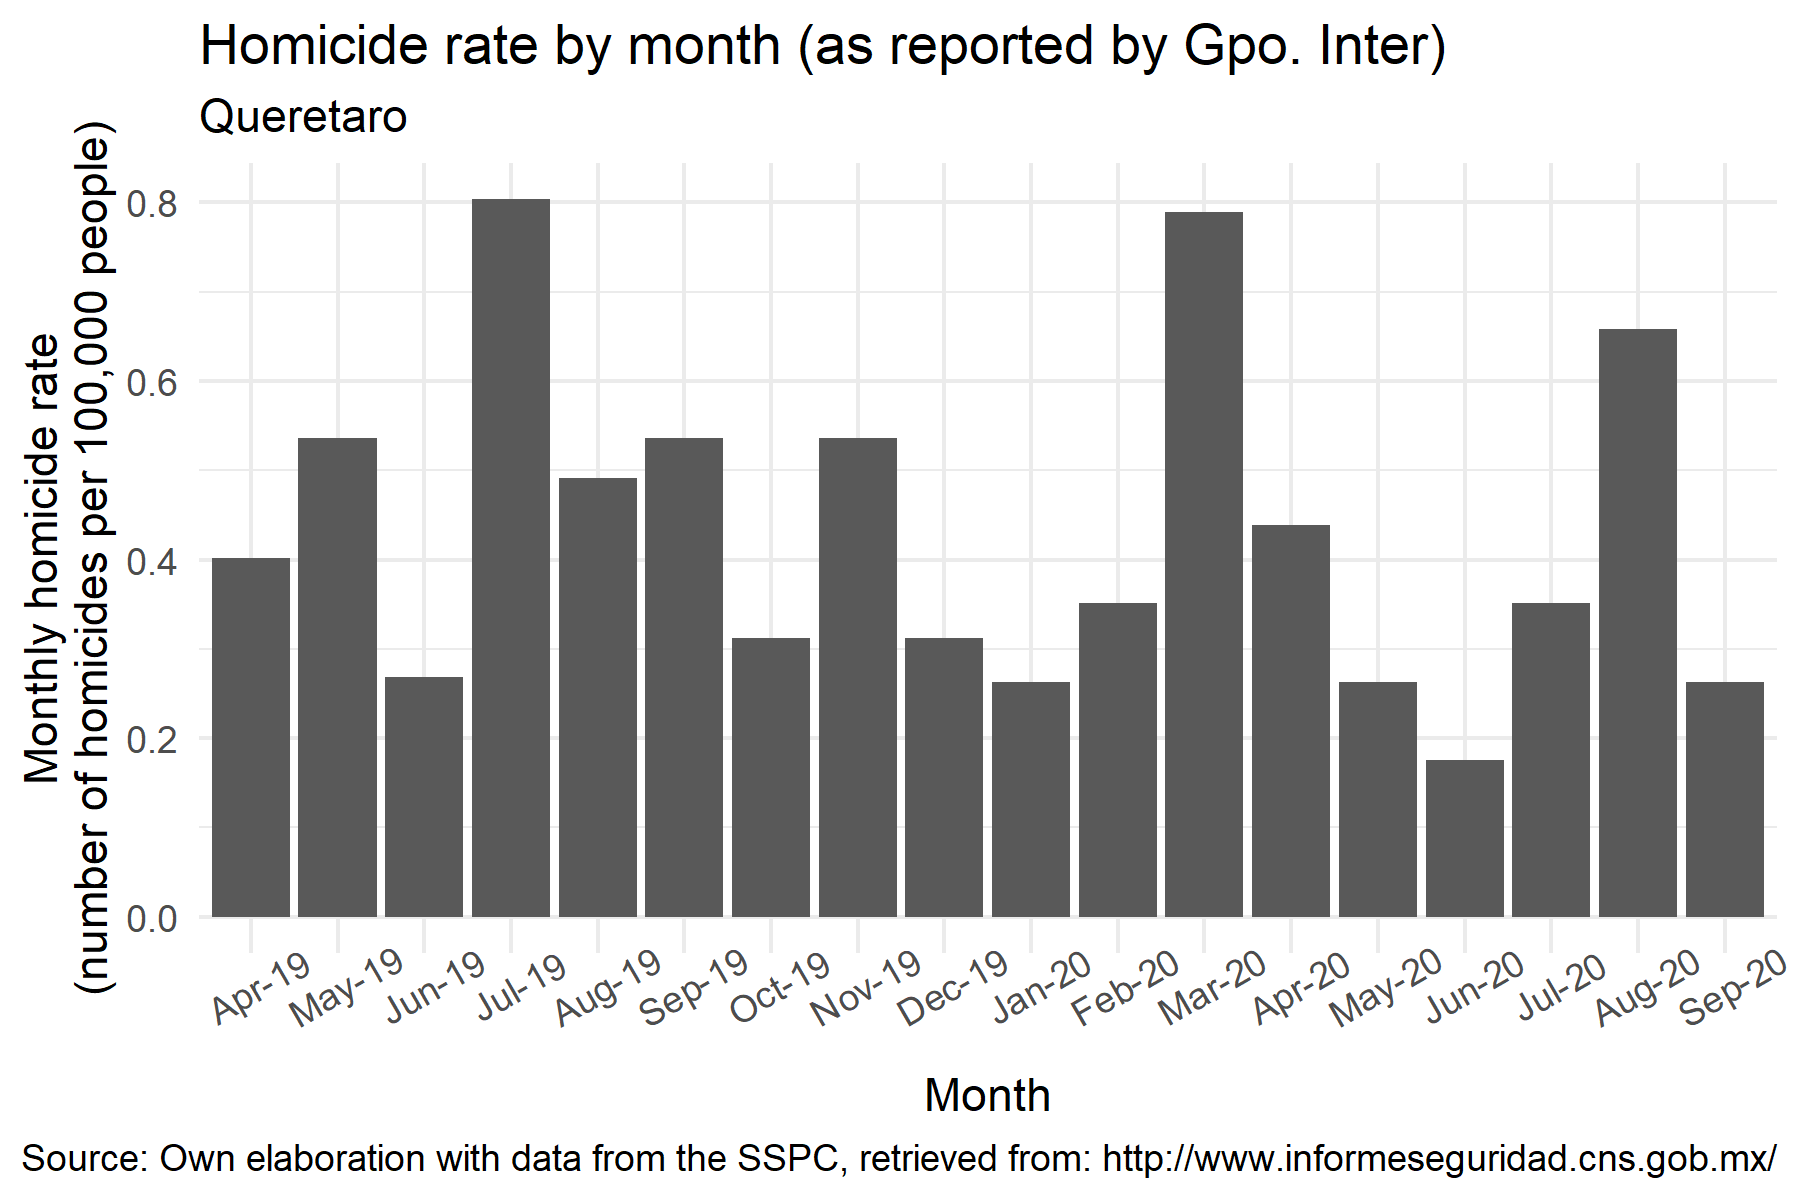 Homicide rate by month (as reported by Gpo. Inter)
Queretaro
Monthly homicide rate
(number of homicides per 100,000 people)
0.8
0.6
0.4
0.2
0.0
Apr-19
May-19
Jun-19
Jul-19
Aug-19
Sep-19
Oct-19
Nov-19
Dec-19
Jan-20
Feb-20
Mar-20
Apr-20
May-20
Jun-20
Jul-20
Aug-20
Sep-20
Month
Source: Own elaboration with data from the SSPC, retrieved from: http://www.informeseguridad.cns.gob.mx/